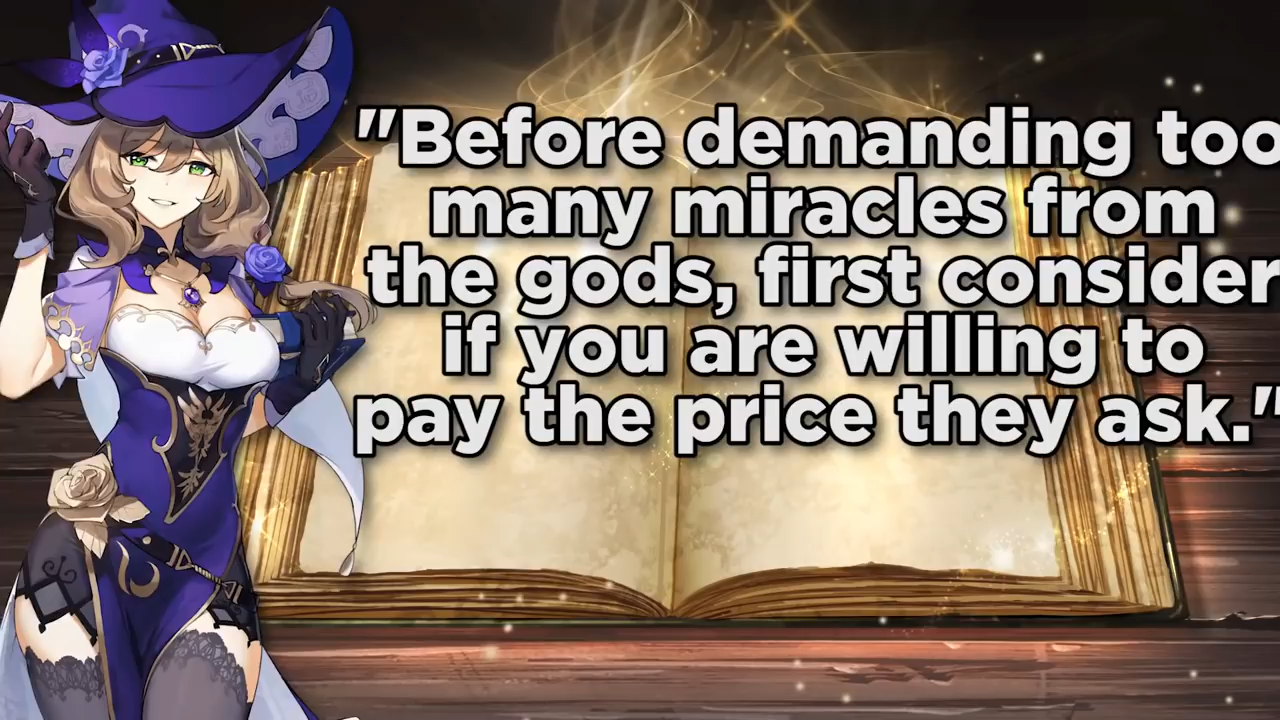 "Before demanding too
many miracles from
the gods, first consider
if you are willing to
pay the price they ask."